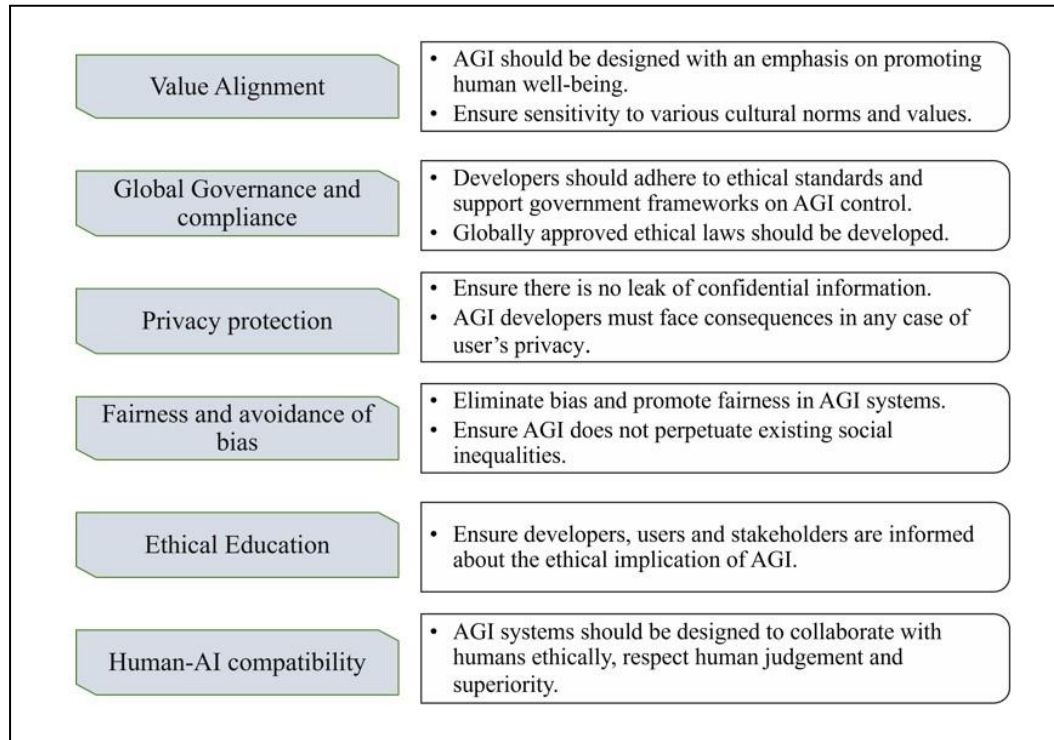 Value Alignment
• AGI should be designed with an emphasis on promoting
human well-being.
• Ensure sensitivity to various cultural norms and values.
Global Governance and
compliance
• Developers should adhere to ethical standards and
support government frameworks on AGI control.
• Globally approved ethical laws should be developed.
Privacy protection
• Ensure there is no leak of confidential information.
• AGI developers must face consequences in any case of
user’s privacy.
Fairness and avoidance of
bias
• Eliminate bias and promote fairness in AGI systems.
• Ensure AGI does not perpetuate existing social
inequalities.
Ethical Education
• Ensure developers, users and stakeholders are informed
about the ethical implication of AGI.
Human-AI compatibility
• AGI systems should be designed to collaborate with
humans ethically, respect human judgement and
superiority.